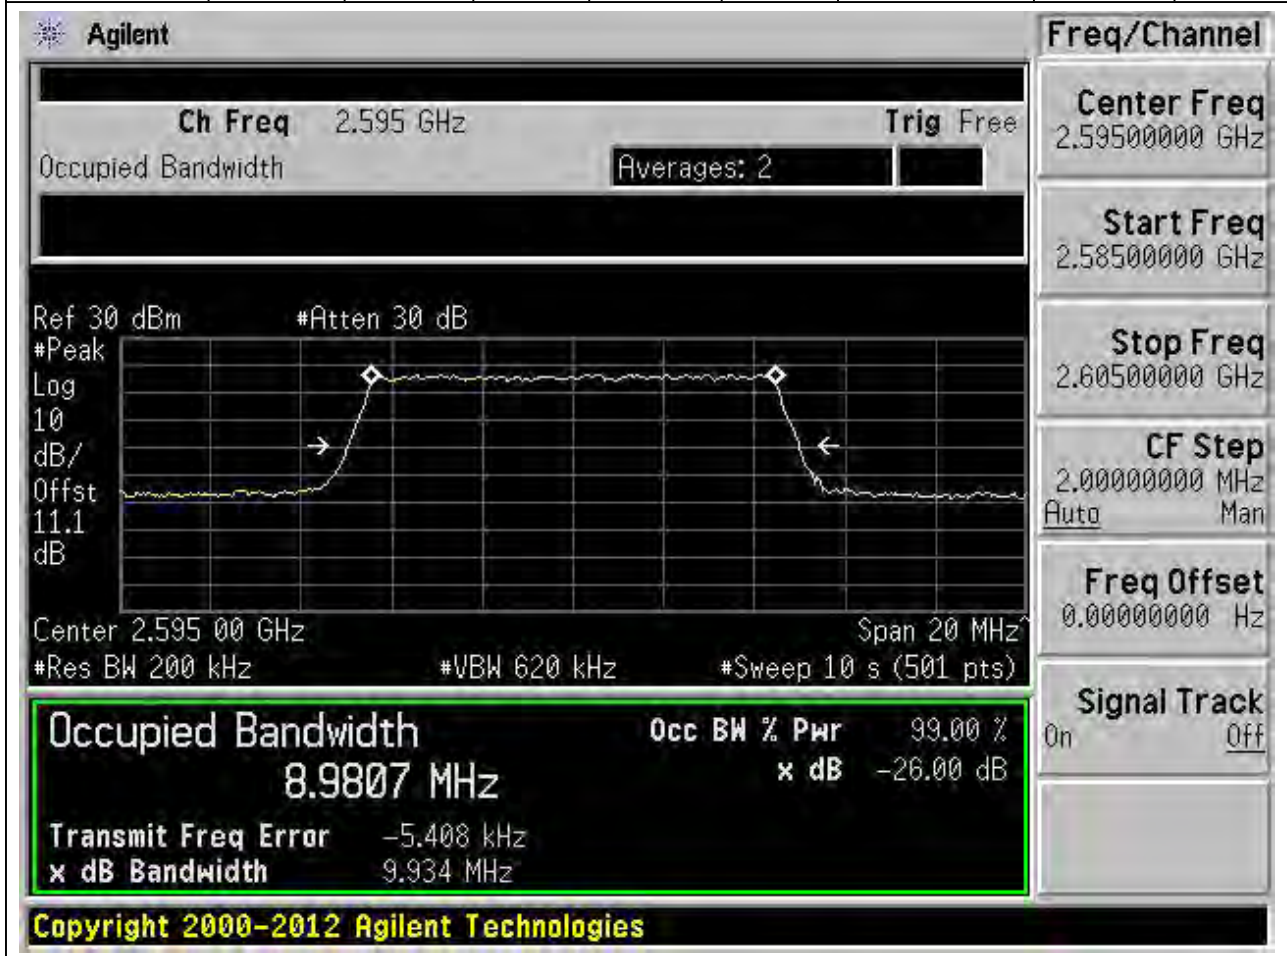 Agilent
Freq/Channel
Ch Freq 2.595 GHz Trig Free
Occupied Bandwidth Averages: 2
Center Freq
2.59500000 GHz
Start Freq
2.58500000 GHz
Stop Freq
2.60500000 GHz
CF Step
2.00000000 MHz
Auto Man
Freq Offset
0.00000000 Hz
Signal Track
On Off
Ref 30 dBm #Atten 30 dB
#Peak
Log
10
dB/
Offst
11.1
dB
Center 2.595 00 GHz Span 20 MHz^
#Res BW 200 kHz #VBW 620 kHz #Sweep 10 s (501 pts)
Occupied Bandwidth Occ BW % Pwr 99.00 %
8.9807 MHz x dB -26.00 dB
Transmit Freq Error -5.408 kHz
x dB Bandwidth 9.934 MHz
Copyright 2000-2012 Agilent Technologies